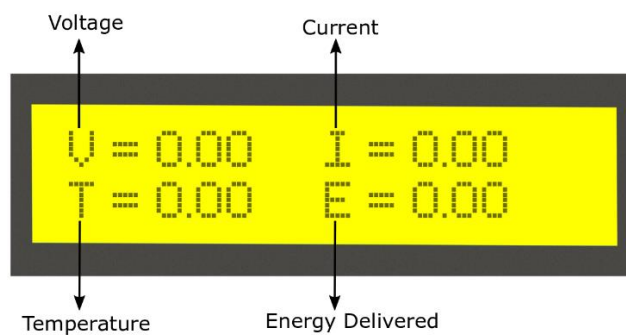 Voltage Current
V = 0.00 I = 0.00
T = 0.00 E = 0.00
Temperature Energy Delivered